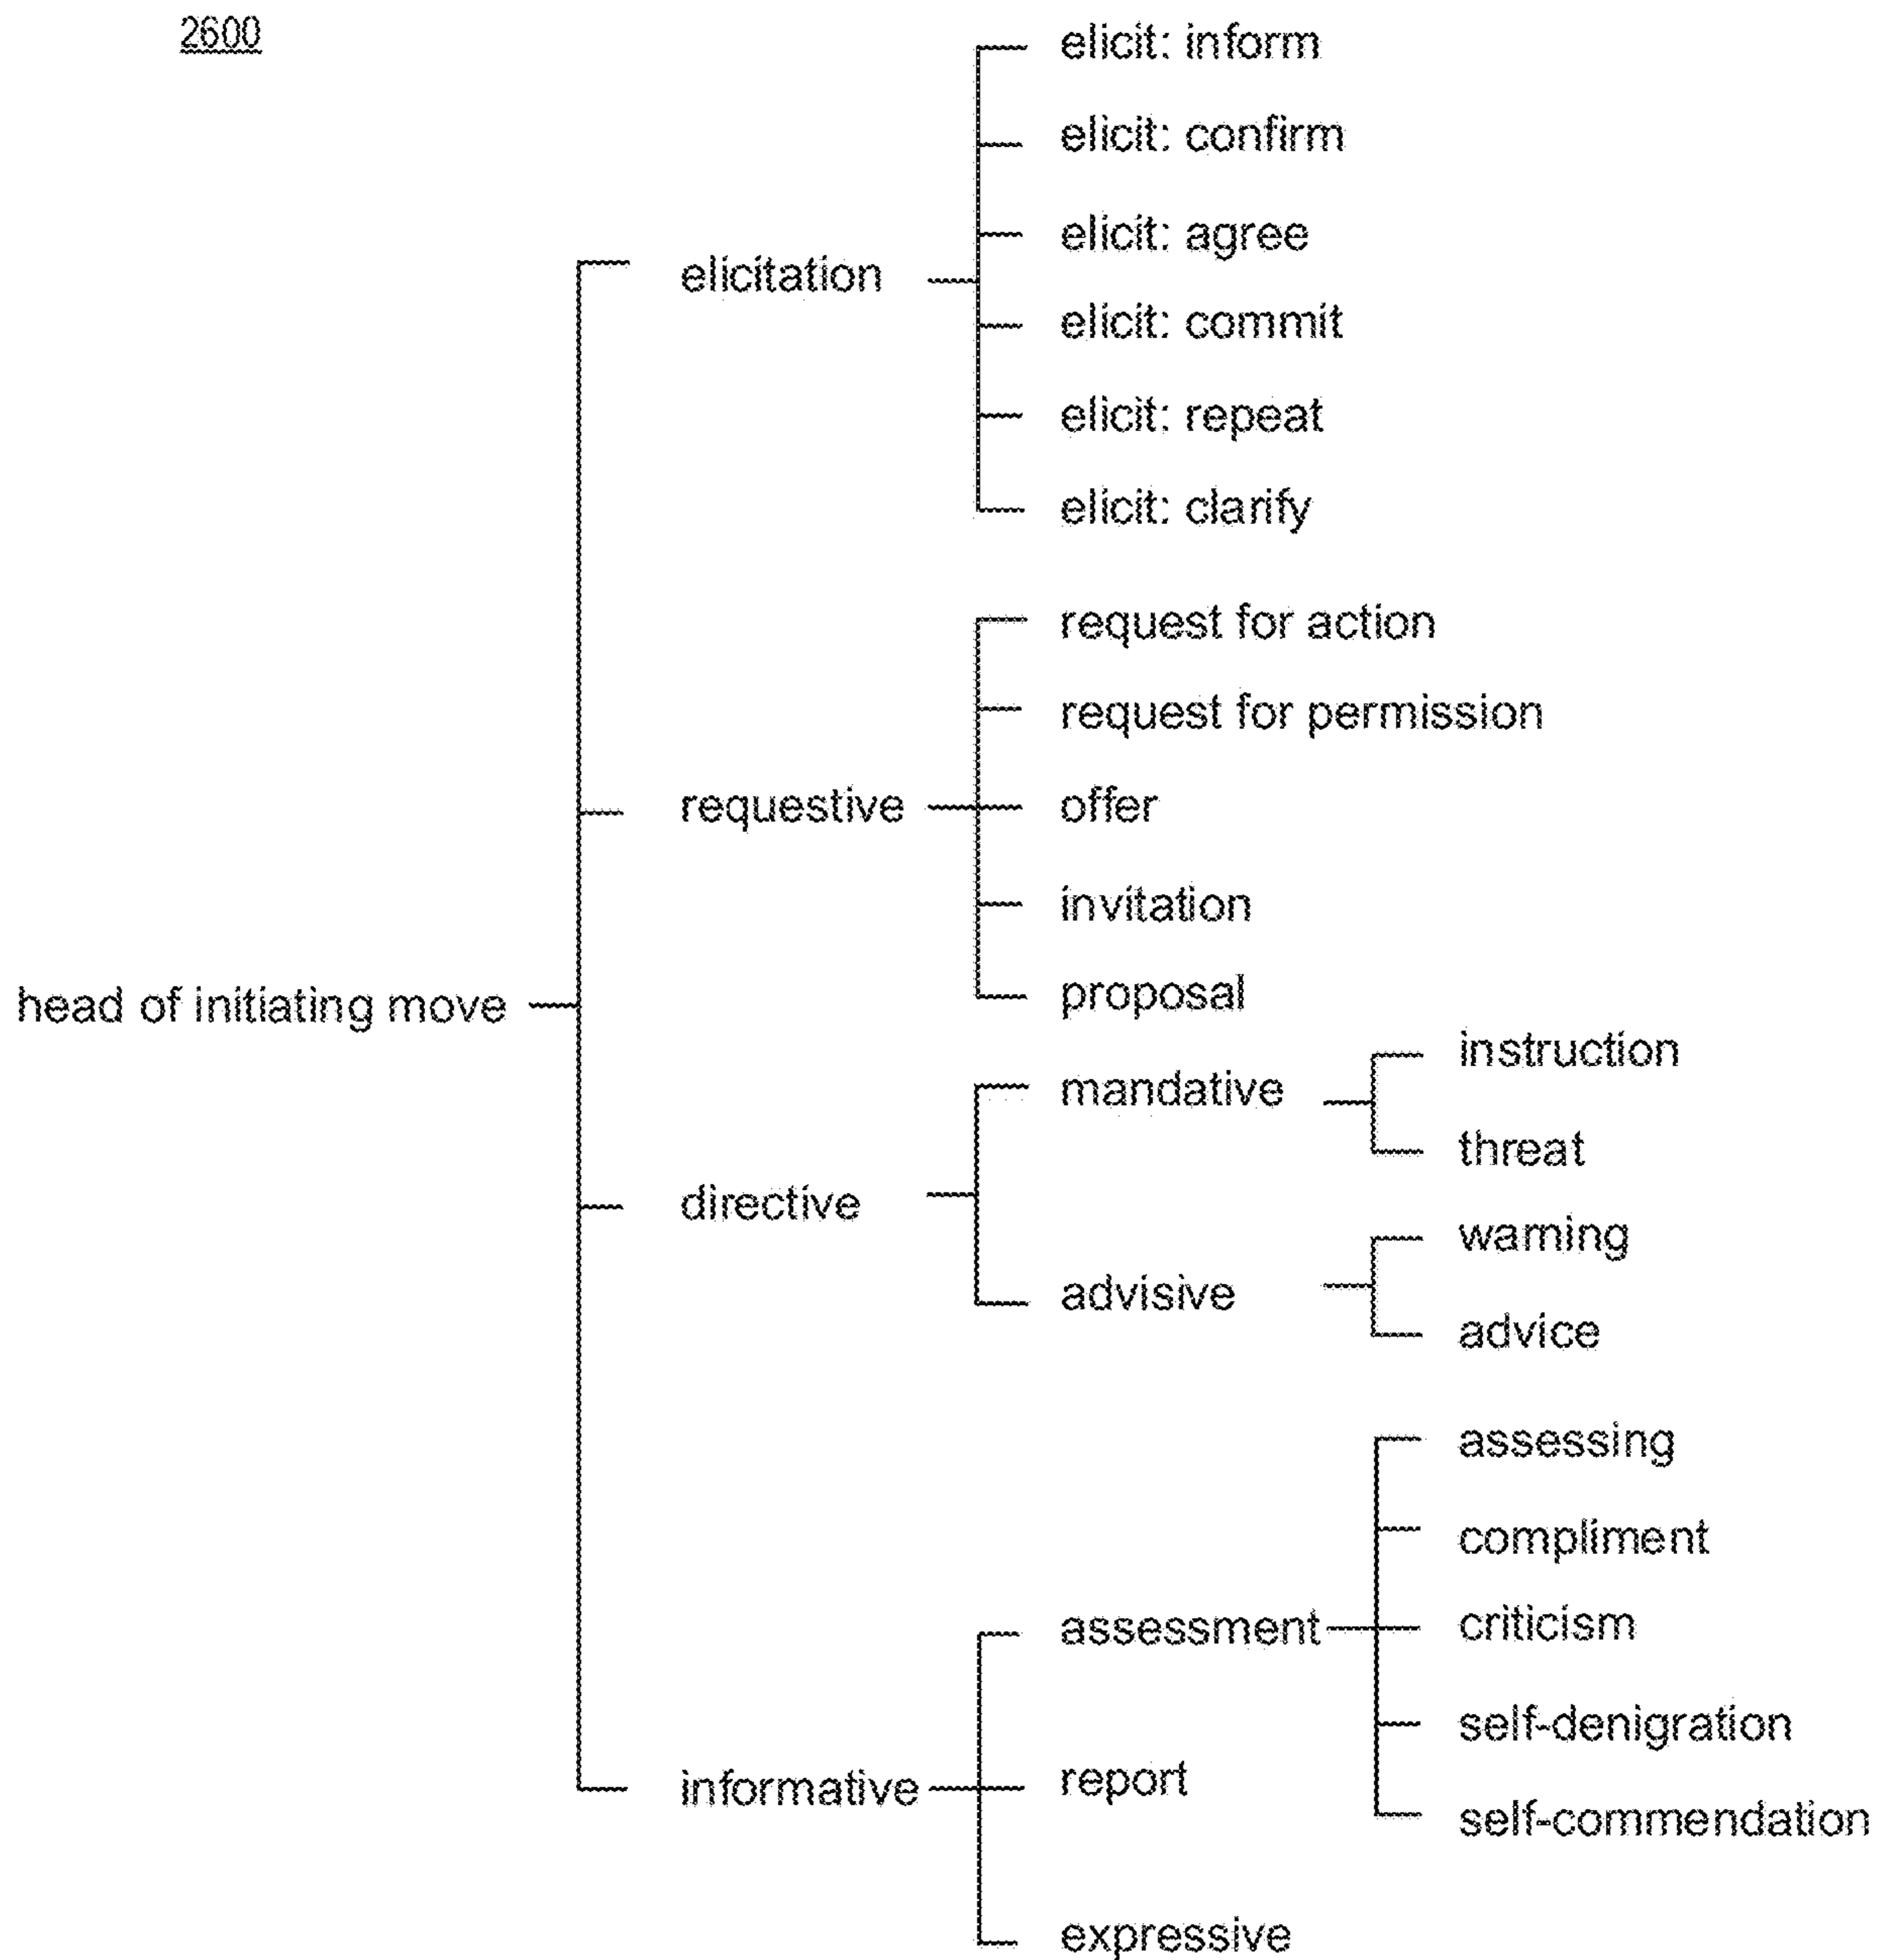 2600
elicit: inform
elicit: confirm
elicit: agree
elicitation
elicit: commit
elicit: repeat
elicit: clarify
request for action
request for permission
requestive
offer
invitation
proposal
head of initiating move
instruction
mandative
threat
directive
warning
advisive
advice
assessing
compliment
assessment
criticism
self-denigration
informative
report
self-commendation
expressive